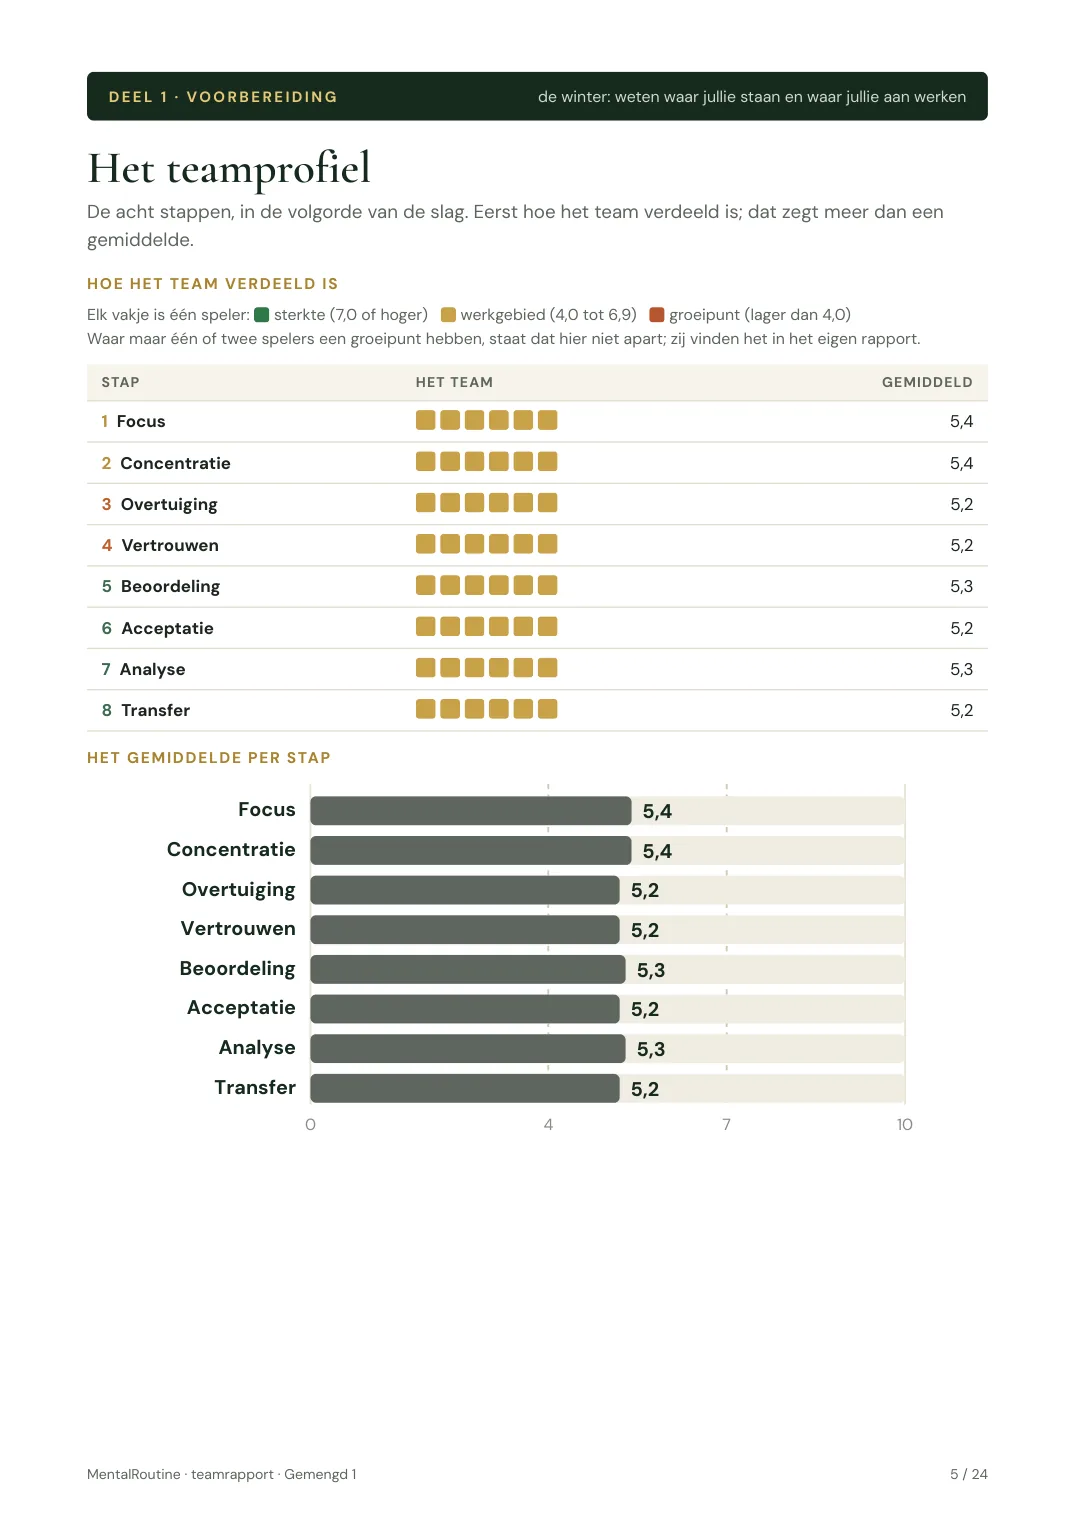 DEEL 1 · VOORBEREIDING de winter: weten waar jullie staan en waar jullie aan werken
Het teamprofiel
De acht stappen, in de volgorde van de slag. Eerst hoe het team verdeeld is; dat zegt meer dan een
gemiddelde.
HOE HET TEAM VERDEELD IS
Elk vakje is één speler: sterkte (7,0 of hoger) werkgebied (4,0 tot 6,9) groeipunt (lager dan 4,0)
Waar maar één of twee spelers een groeipunt hebben, staat dat hier niet apart; zij vinden het in het eigen rapport.
STAP HET TEAM GEMIDDELD
1 Focus 5,4
2 Concentratie 5,4
3 Overtuiging 5,2
4 Vertrouwen 5,2
5 Beoordeling 5,3
6 Acceptatie 5,2
7 Analyse 5,3
8 Transfer 5,2
HET GEMIDDELDE PER STAP
Focus 5,4
Concentratie 5,4
Overtuiging 5,2
Vertrouwen 5,2
Beoordeling 5,3
Acceptatie 5,2
Analyse 5,3
Transfer 5,2
0 4 7 10
MentalRoutine · teamrapport · Gemengd 1 5 / 24